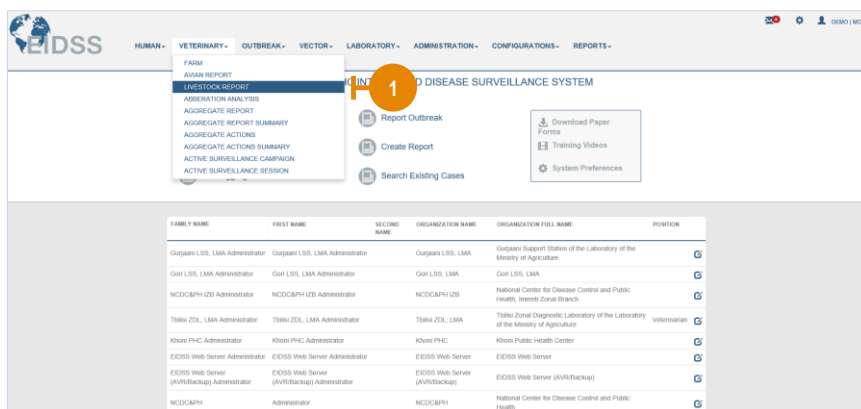 EIDSS
HUMAN VETERINARY OUTBREAK VECTOR LABORATORY ADMINISTRATION CONFIGURATIONS REPORTS
FARM
AVIAN REPORT
LIVESTOCK REPORT
ABBERATION ANALYSIS
AGGREGATE REPORT
AGGREGATE REPORT SUMMARY
AGGREGATE ACTIONS
AGGREGATE ACTIONS SUMMARY
ACTIVE SURVEILLANCE CAMPAIGN
ACTIVE SURVEILLANCE SESSION
1
D DISEASE SURVEILLANCE SYSTEM
Report Outbreak
Create Report
Search Existing Cases
Download Paper
Forms
Training Videos
System Preferences
FAMILY NAME FIRST NAME SECOND NAME ORGANIZATION NAME ORGANIZATION FULL NAME POSITION
Gurjaani LSS, LMA Administrator Gurjaani LSS, LMA Administrator Gurjaani LSS, LMA Gurjaani Support Station of the Laboratory of the
Ministry of Agriculture
Gori LSS, LMA Administrator Gori LSS, LMA Administrator Gori LSS, LMA Gori LSS, LMA
NCDC&PH IZB Administrator NCDC&PH IZB Administrator NCDC&PH IZB National Center for Disease Control and Public
Health, Imereti Zonal Branch
Tbilisi ZDL, LMA Administrator Tbilisi ZDL, LMA Administrator Tbilisi ZDL, LMA Tbilisi Zonal Diagnostic Laboratory of the Laboratory Veterinarian
of the Ministry of Agriculture
Khoni PHC Administrator Khoni PHC Administrator Khoni PHC Khoni Public Health Center
EIDSS Web Server Administrator EIDSS Web Server Administrator EIDSS Web Server EIDSS Web Server
EIDSS Web Server EIDSS Web Server EIDSS Web Server EIDSS Web Server (AVR/Backup)
(AVR/Backup) Administrator (AVR/Backup) Administrator (AVR/Backup)
NCDC&PH Administrator NCDC&PH National Center for Disease Control and Public
Health